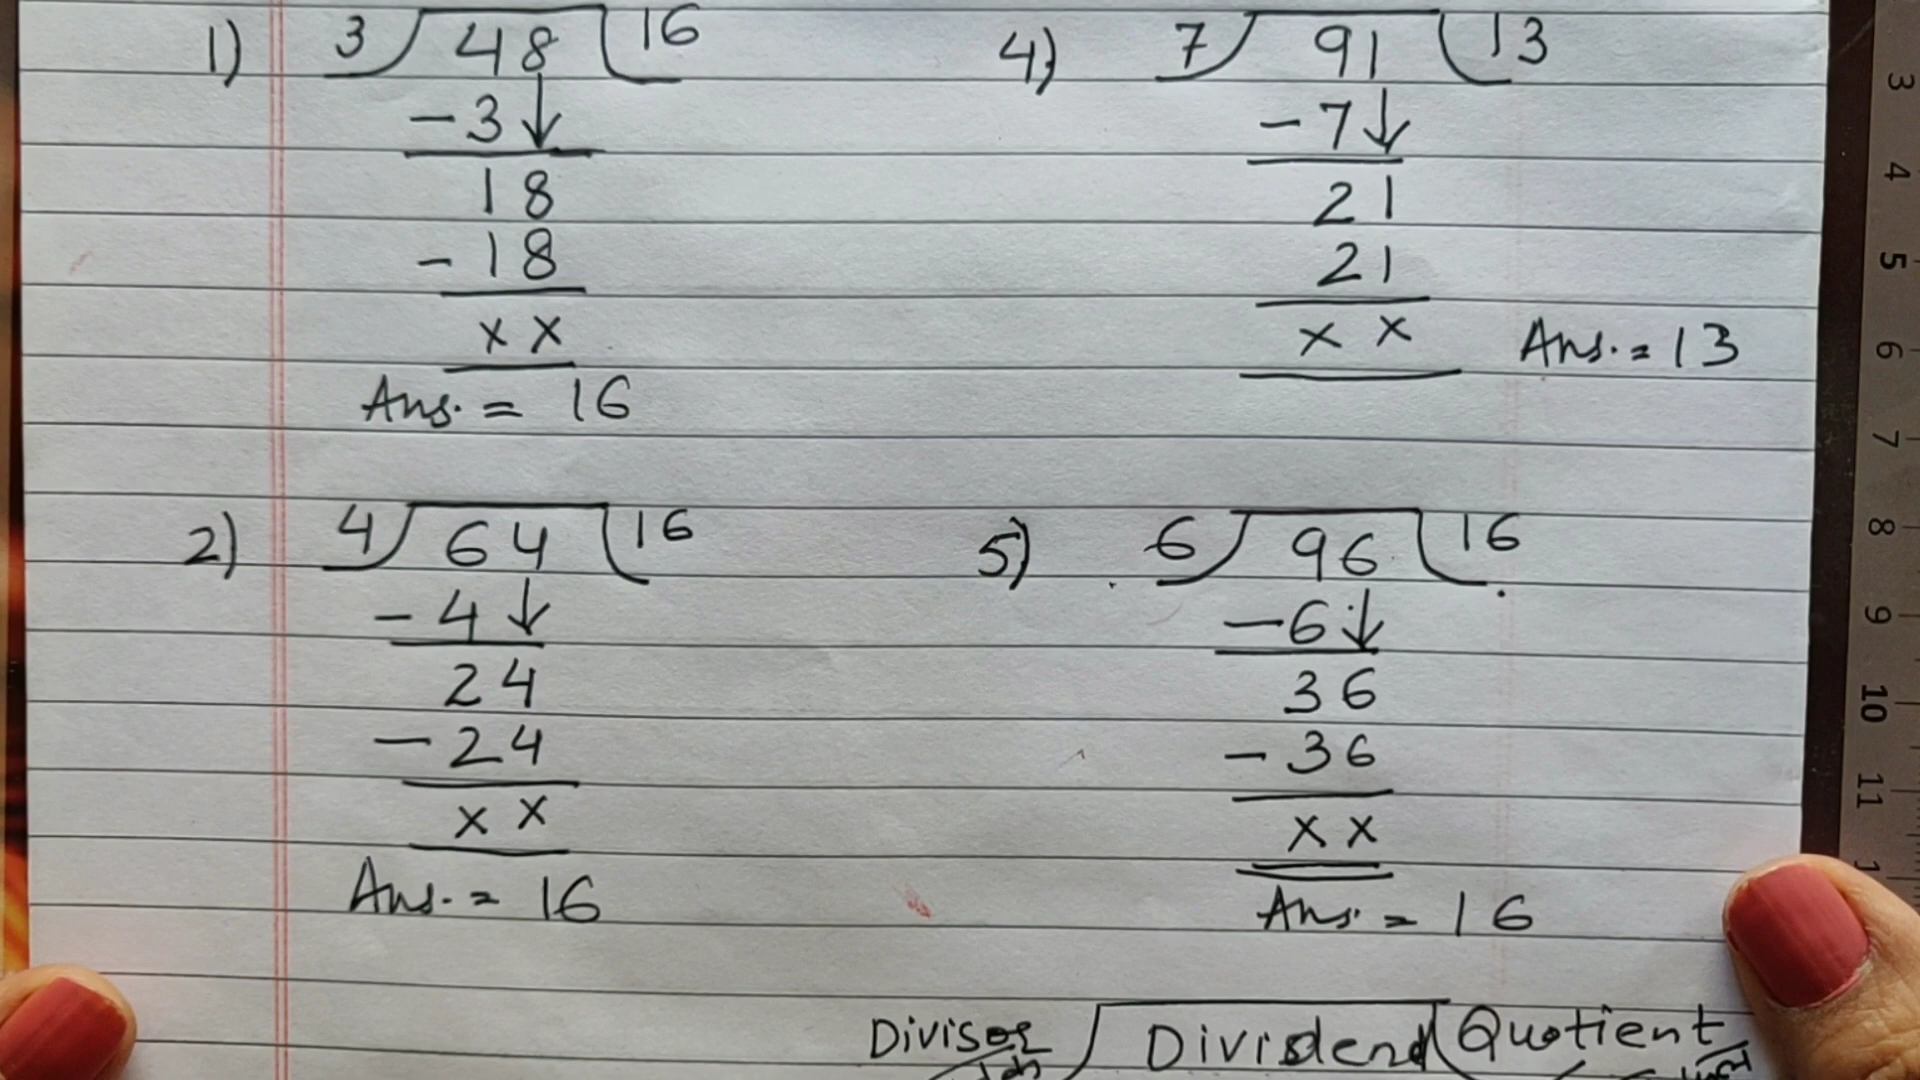 1) 3 48 16
- 3 ↓
18
- 18
x x
Ans. = 16
4) 7 91 13
- 7 ↓
21
21
x x
Ans. = 13
2) 4 64 16
- 4 ↓
24
- 24
x x
Ans. = 16
5) 6 96 16
- 6 ↓
36
- 36
x x
Ans. = 16
Divisor Dividend Quotient
3
4
5
6
7
8
9
10
11